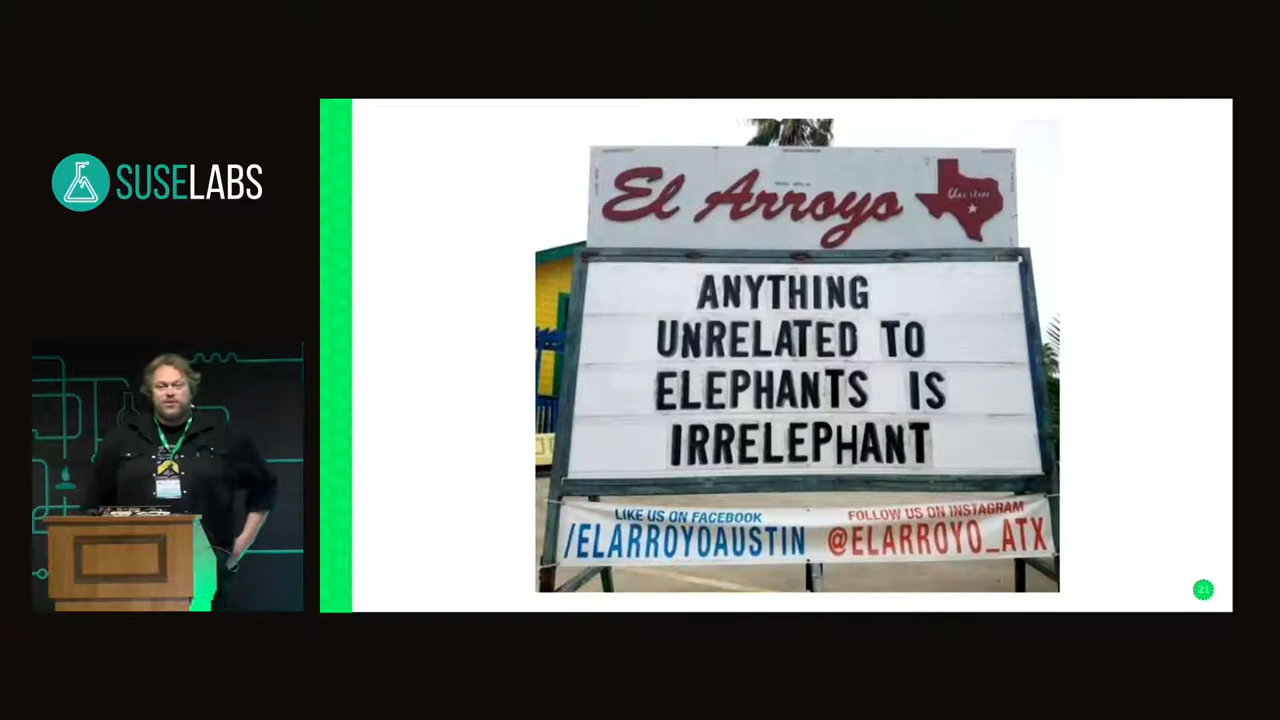 SUSELABS
El Arroyo
ANYTHING
UNRELATED TO
ELEPHANTS IS
IRRELEPHANT
LIKE US ON FACEBOOK
/ELARROYOAUSTIN
FOLLOW US ON INSTAGRAM
@ELARROYO_ATX
21